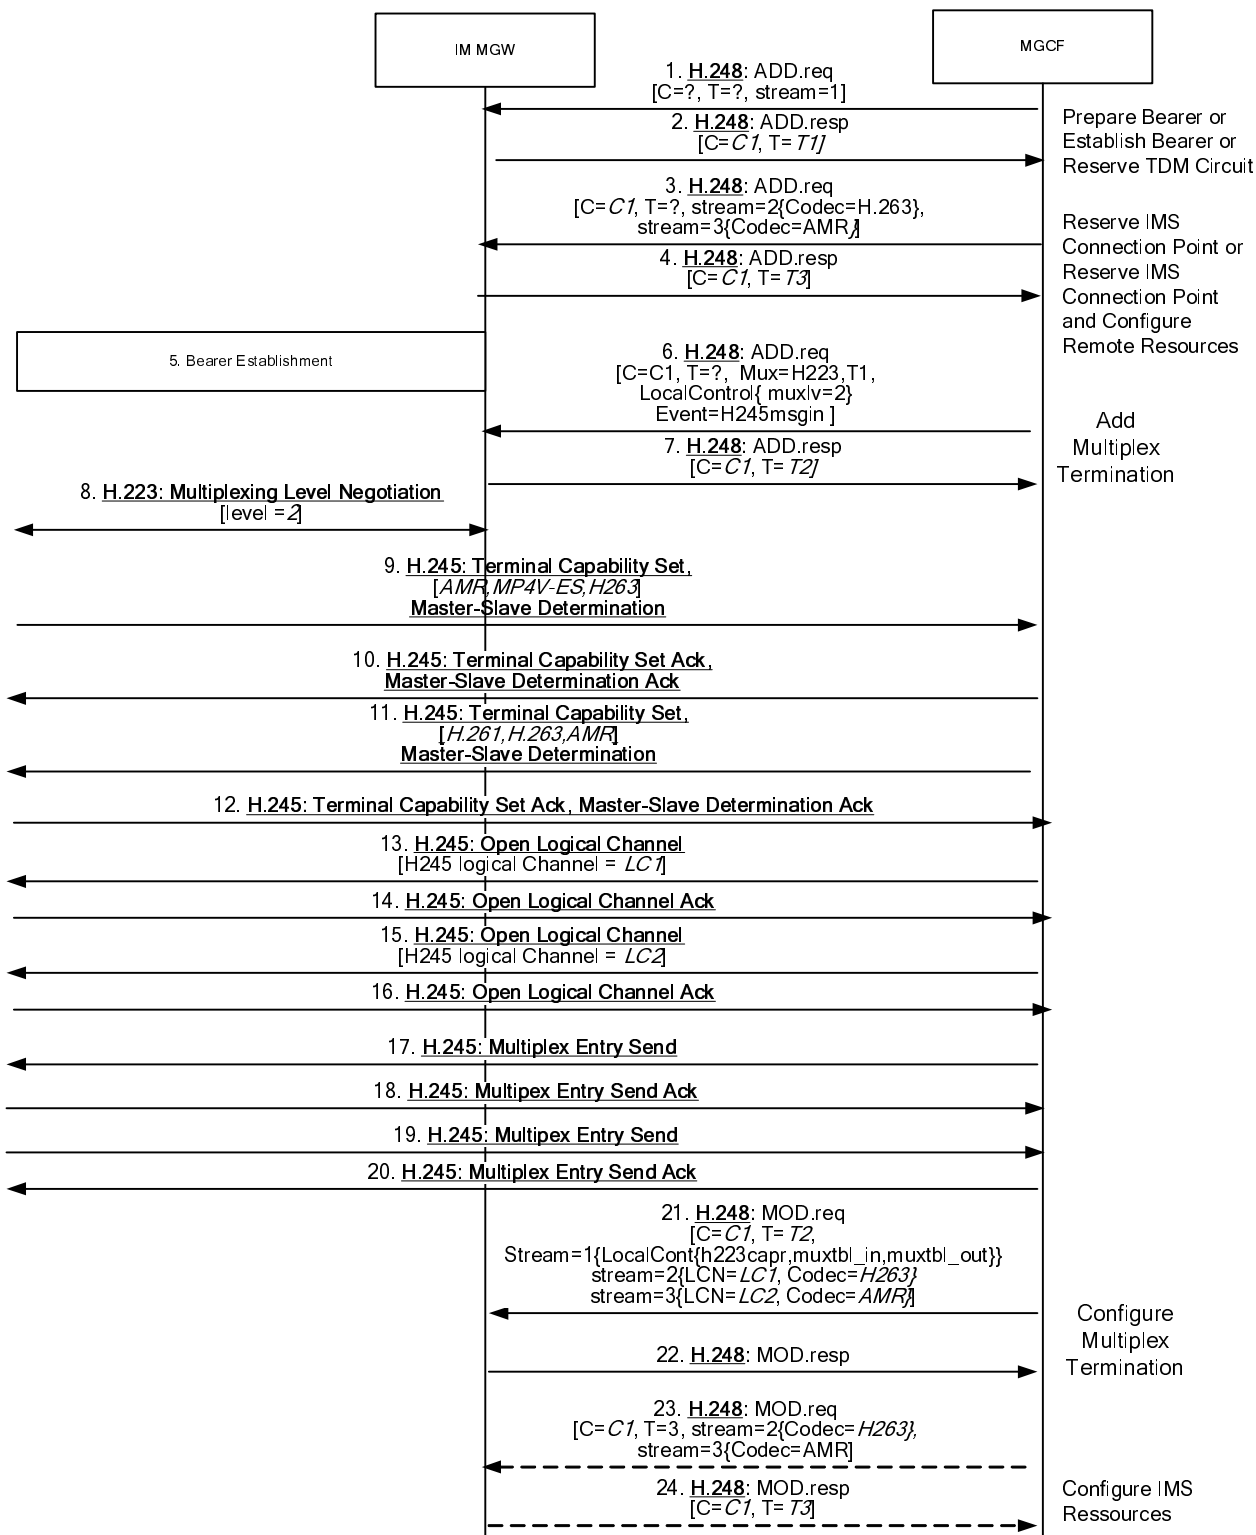 IM MGW
MGCF
1. H.248: ADD.req
[C=?, T=?, stream=1]
2. H.248: ADD.resp
[C=C1, T=T1]
Prepare Bearer or
Establish Bearer or
Reserve TDM Circuit
3. H.248: ADD.req
[C=C1, T=?, stream=2{Codec=H.263},
stream=3{Codec=AMR}]
4. H.248: ADD.resp
[C=C1, T=T3]
Reserve IMS
Connection Point or
Reserve IMS
Connection Point
and Configure
Remote Resources
5. Bearer Establishment
6. H.248: ADD.req
[C=C1, T=?, Mux=H223,T1,
LocalControl{ muxlv=2}
Event=H245msgin ]
7. H.248: ADD.resp
[C=C1, T=T2]
Add
Multiplex
Termination
8. H.223: Multiplexing Level Negotiation
[level =2]
9. H.245: Terminal Capability Set,
[AMR,MP4V-ES,H263]
Master-Slave Determination
10. H.245: Terminal Capability Set Ack,
Master-Slave Determination Ack
11. H.245: Terminal Capability Set,
[H.261,H.263,AMR]
Master-Slave Determination
12. H.245: Terminal Capability Set Ack, Master-Slave Determination Ack
13. H.245: Open Logical Channel
[H245 logical Channel = LC1]
14. H.245: Open Logical Channel Ack
15. H.245: Open Logical Channel
[H245 logical Channel = LC2]
16. H.245: Open Logical Channel Ack
17. H.245: Multiplex Entry Send
18. H.245: Multipex Entry Send Ack
19. H.245: Multipex Entry Send
20. H.245: Multiplex Entry Send Ack
21. H.248: MOD.req
[C=C1, T=T2,
Stream=1{LocalCont{h223capr,muxtbl_in,muxtbl_out}}
stream=2{LCN=LC1, Codec=H263}
stream=3{LCN=LC2, Codec=AMR}]
22. H.248: MOD.resp
Configure
Multiplex
Termination
23. H.248: MOD.req
[C=C1, T=3, stream=2{Codec=H263},
stream=3{Codec=AMR]
24. H.248: MOD.resp
[C=C1, T=T3]
Configure IMS
Ressources